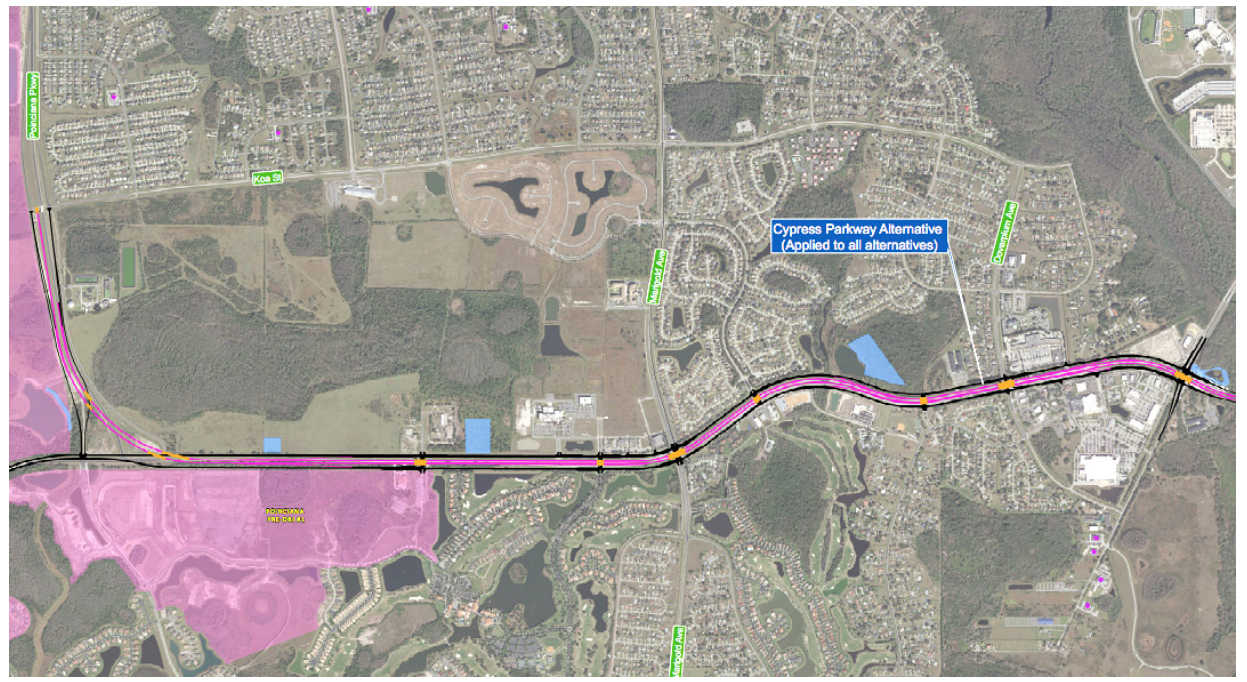 Poinciana Pkwy
Koa St
Marigold Ave
Cypress Parkway Alternative
(Applied to all alternatives)
Doverplum Ave
POINCIANA
Marigold Ave